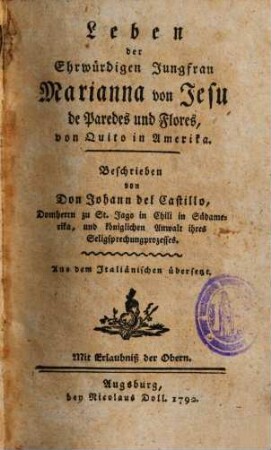 Leben
der
Ehrwürdigen Jungfrau
Marianna von Jesu
de Paredes und Flores,
von Quito in Amerika.
Beschrieben
von
Don Johann del Castillo,
Domherrn zu St. Jago in Chili in Südame-
rika, und königlichen Anwalt ihres
Seligsprechungprozesses.
Aus dem Italiänischen übersetzt.
Mit Erlaubniß der Obern.
Augsburg,
bey Nicolaus Doll. 1792.